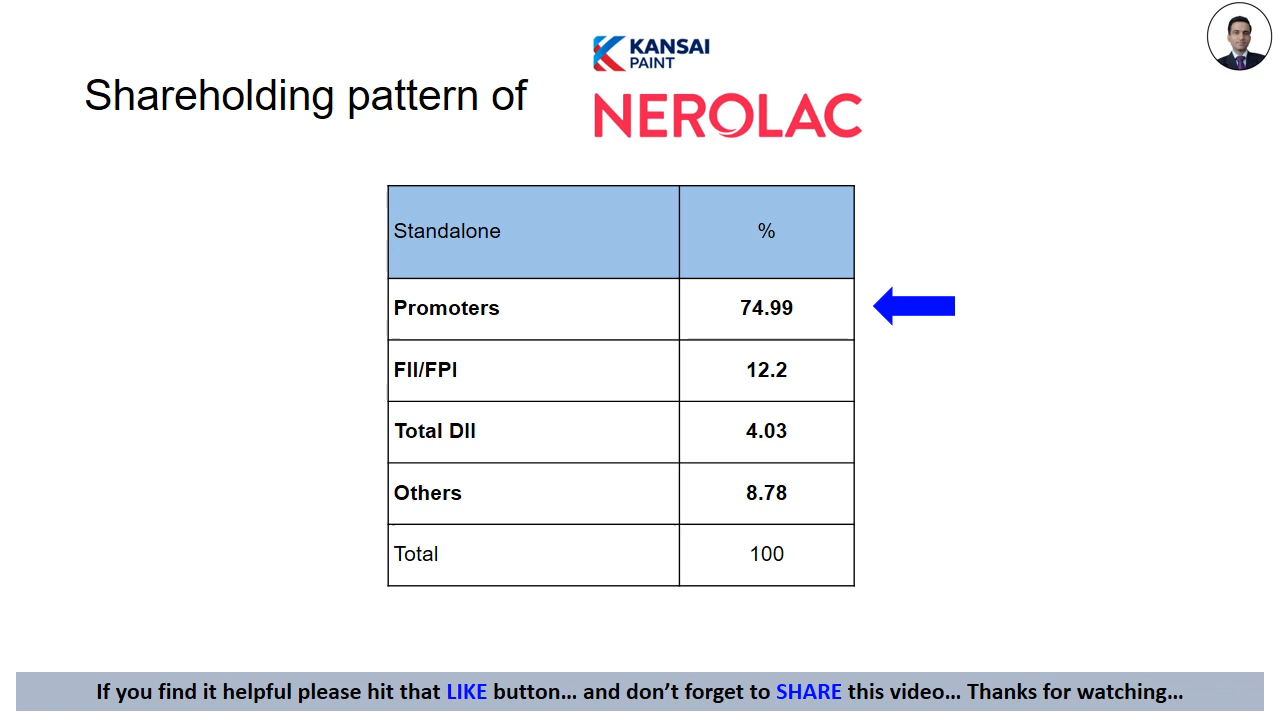 KANSAI
PAINT
Shareholding pattern of
NEROLAC
Standalone %
Promoters 74.99
FII/FPI 12.2
Total DII 4.03
Others 8.78
Total 100
If you find it helpful please hit that LIKE button... and don't forget to SHARE this video... Thanks for watching...